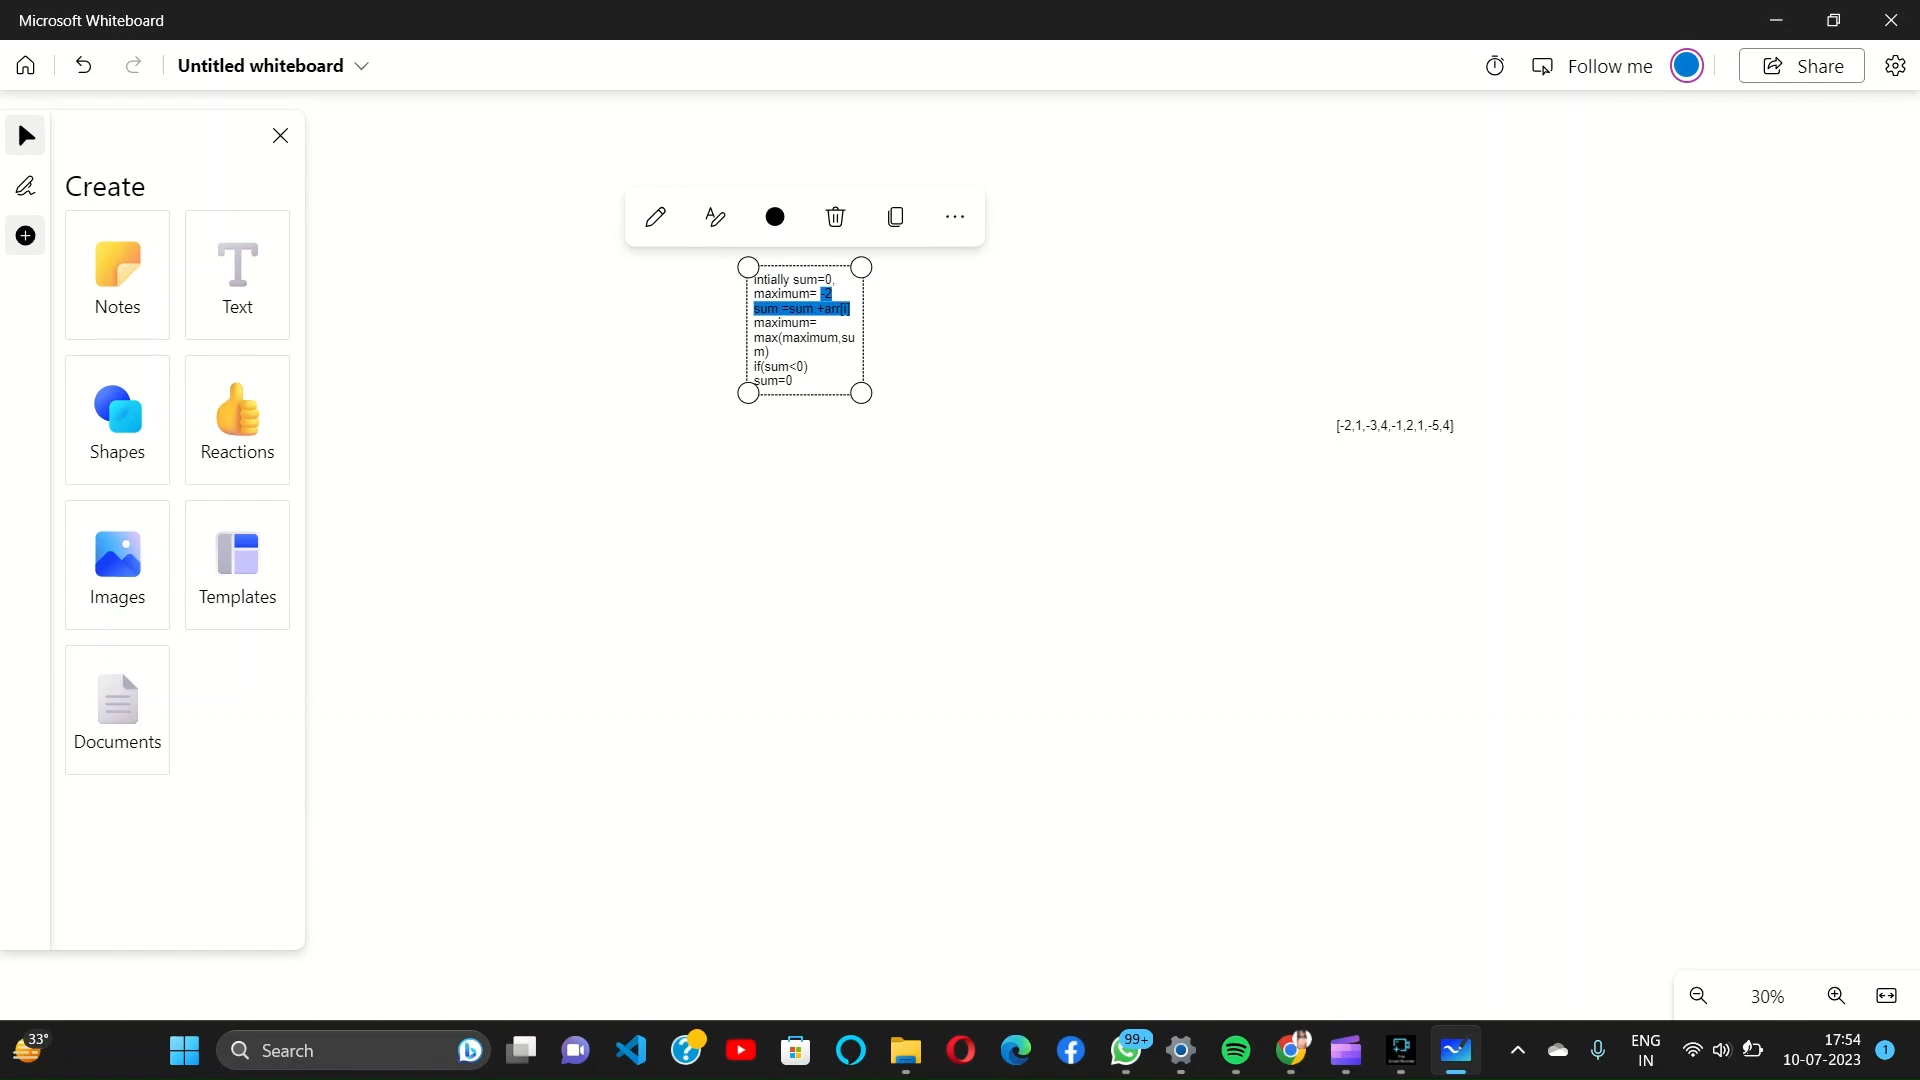 Microsoft Whiteboard
Untitled whiteboard
Follow me
Share
Create
Notes
Text
Shapes
Reactions
Images
Templates
Documents
intially sum=0,
maximum= -2
sum =sum +arr[i]
maximum=
max(maximum,su
m)
if(sum<0)
sum=0
[-2,1,-3,4,-1,2,1,-5,4]
30%
33°
Search
99+
ENG
IN
17:54
10-07-2023
1